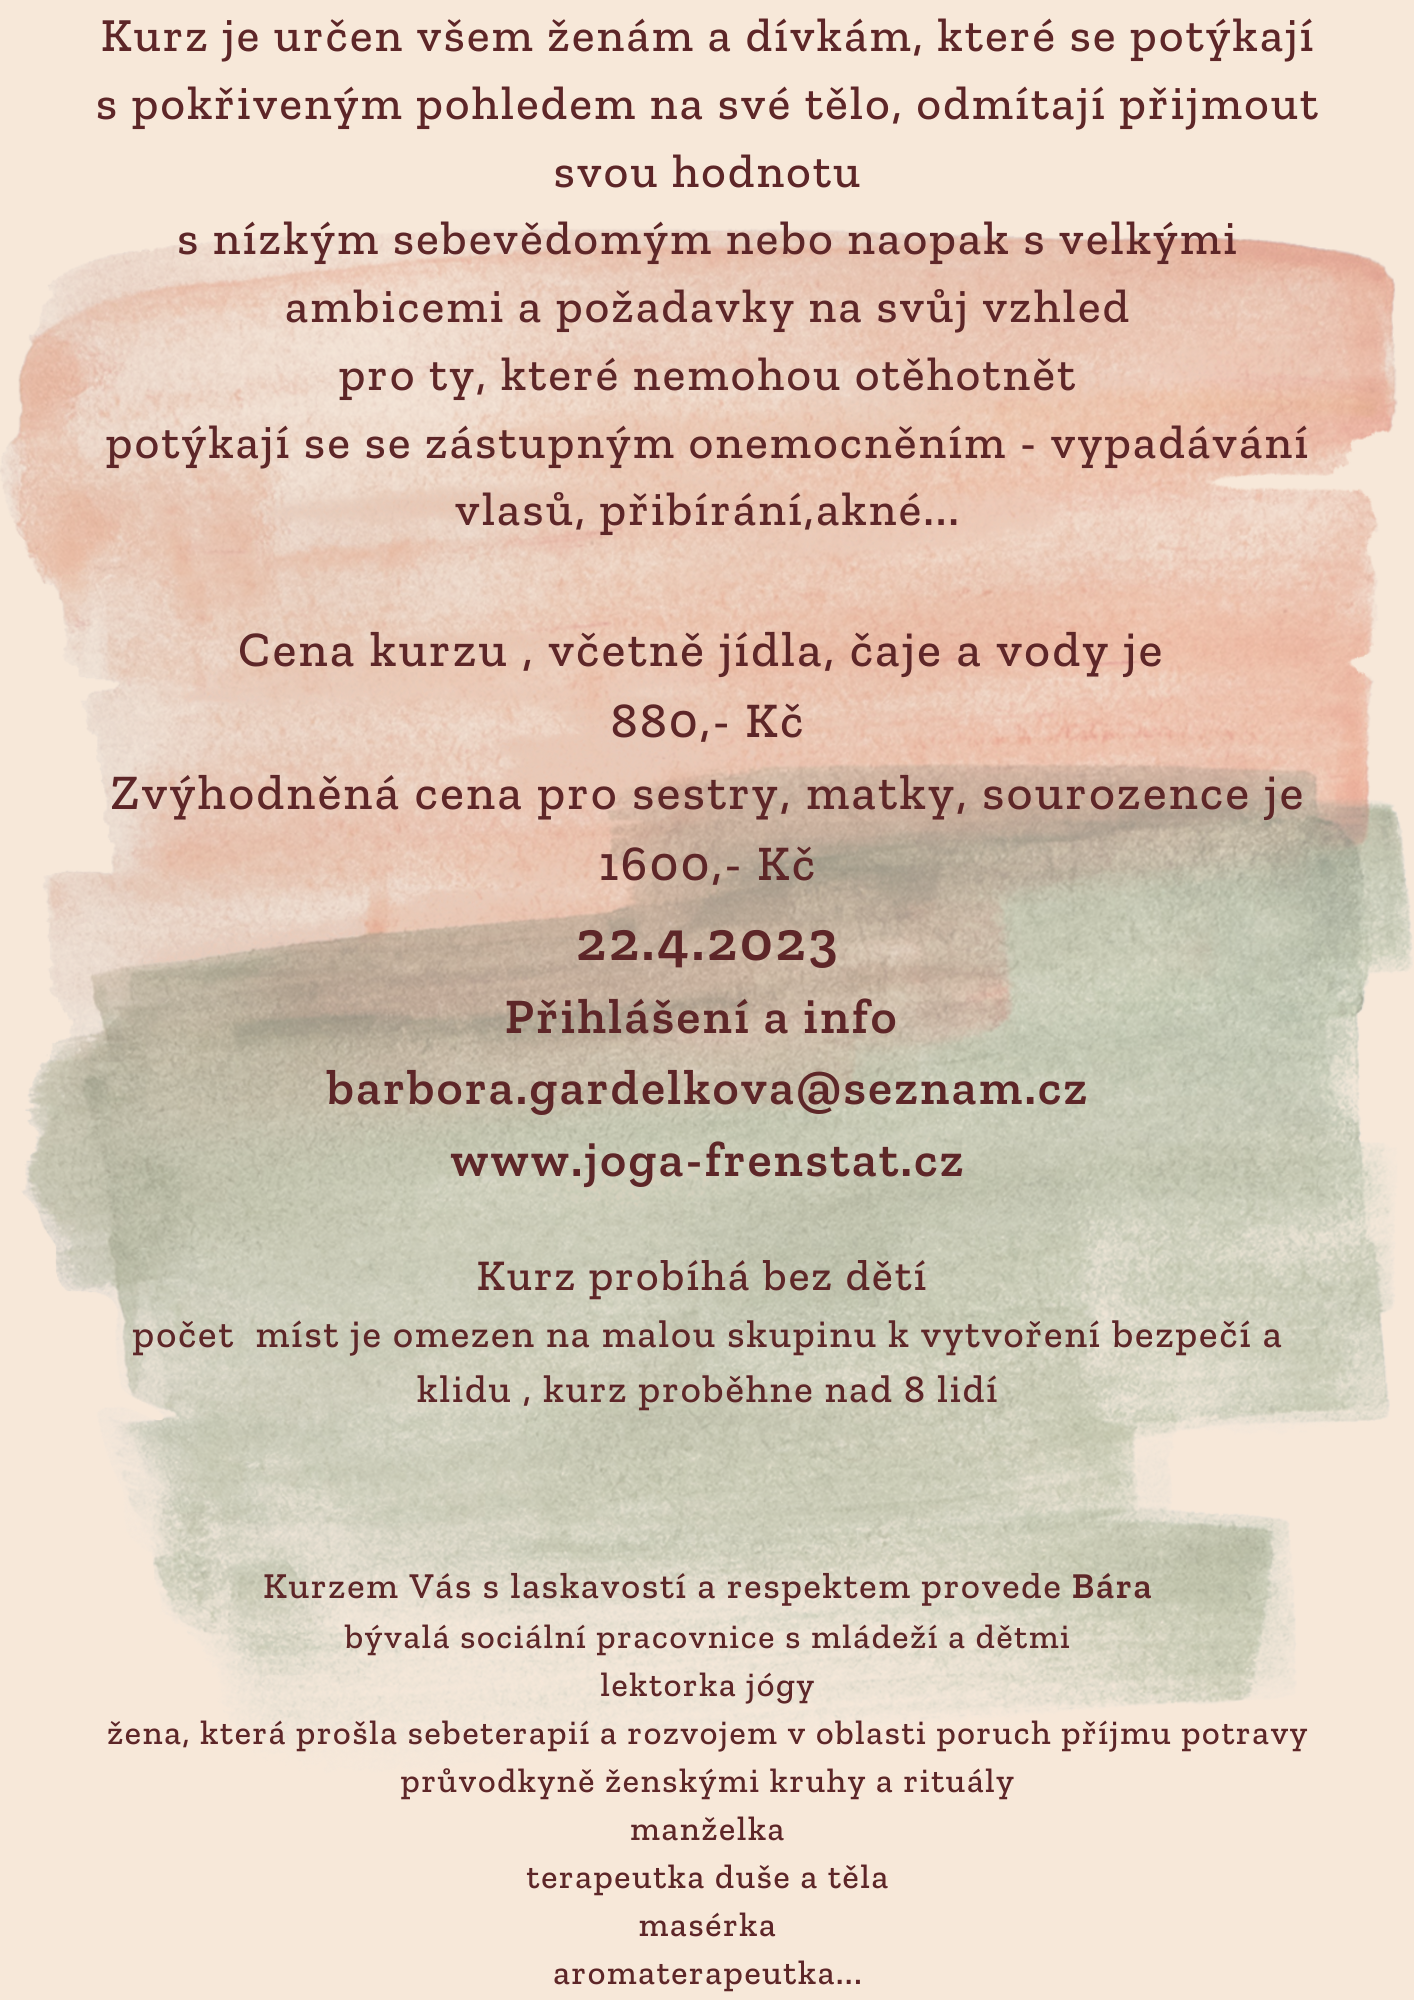 Kurz je určen všem ženám a dívkám, které se potýkají
s pokřiveným pohledem na své tělo, odmítají přijmout
svou hodnotu
s nízkým sebevědomým nebo naopak s velkými
ambicemi a požadavky na svůj vzhled
pro ty, které nemohou otěhotnět
potýkají se se zástupným onemocněním - vypadávání
vlasů, přibírání,akné...
Cena kurzu , včetně jídla, čaje a vody je
880,- Kč
Zvýhodněná cena pro sestry, matky, sourozence je
1600,- Kč
22.4.2023
Přihlášení a info
barbora.gardelkova@seznam.cz
www.joga-frenstat.cz
Kurz probíhá bez dětí
počet  míst je omezen na malou skupinu k vytvoření bezpečí a
klidu , kurz proběhne nad 8 lidí
Kurzem Vás s laskavostí a respektem provede Bára
bývalá sociální pracovnice s mládeží a dětmi
lektorka jógy
žena, která prošla sebeterapií a rozvojem v oblasti poruch příjmu potravy
průvodkyně ženskými kruhy a rituály
manželka
terapeutka duše a těla
masérka
aromaterapeutka...